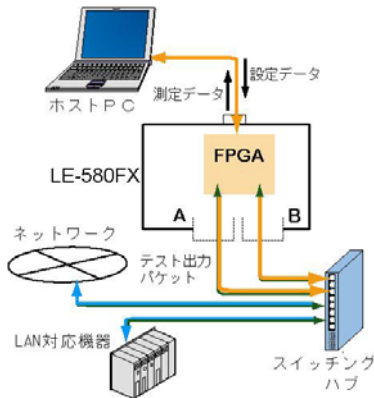 設定データ
測定データ
ホストPC
FPGA
LE-580FX
A
B
ネットワーク
テスト出力
パケット
LAN対応機器
スイッチング
ハブ